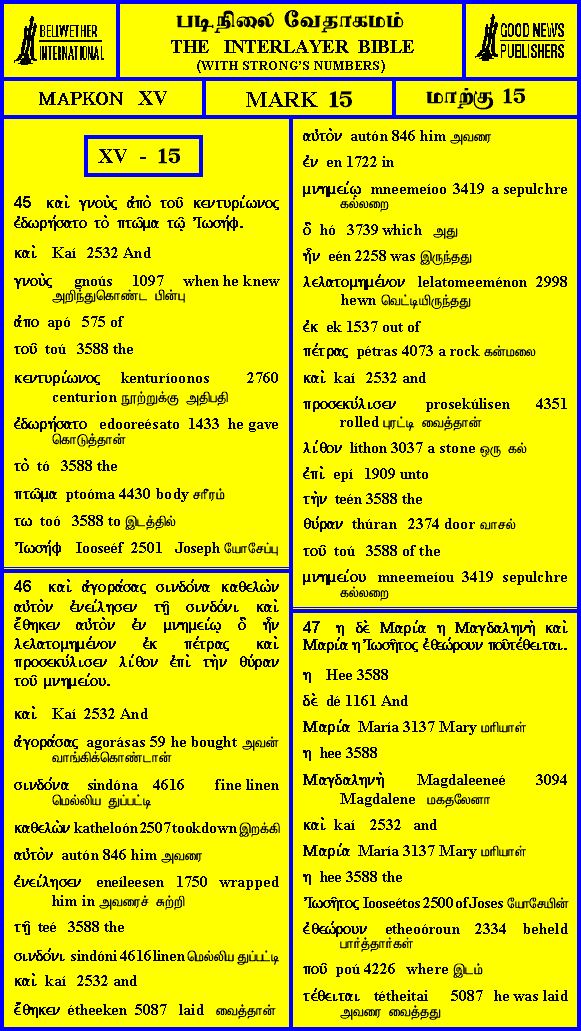 BELLWETHER
INTERNATIONAL
படிநிலை வேதாகமம்
THE INTERLAYER BIBLE
(WITH STRONG'S NUMBERS)
GOOD NEWS
PUBLISHERS
ΜΑΡΚΟΝ XV
MARK 15
மாற்கு 15
XV - 15
45 καὶ γνοὺς ἀπὸ τοῦ κεντυρίωνος
ἐδωρήσατο τὸ πτῶμα τῷ Ἰωσήφ.
καὶ Kaí 2532 And
γνοὺς gnoús 1097 when he knew
அறிந்துகொண்ட பின்பு
ἀπο apó 575 of
τοῦ toú 3588 the
κεντυρίωνος kenturíoonos 2760
centurion நூற்றுக்கு அதிபதி
ἐδωρήσατο edooreésato 1433 he gave
கொடுத்தான்
τὸ tó 3588 the
πτῶμα ptoóma 4430 body சரீரம்
τω toó 3588 to இடத்தில்
Ἰωσήφ Iooseéf 2501 Joseph யோசேப்பு
46 καὶ ἀγοράσας σινδόνα καθελὼν
αὐτὸν ἐνείλησεν τῇ σινδόνι καὶ
ἔθηκεν αὐτὸν ἐν μνημείῳ ὃ ἦν
λελατομημένον ἐκ πέτρας καὶ
προσεκύλισεν λίθον ἐπὶ τὴν θύραν
τοῦ μνημείου.
καὶ Kaí 2532 And
ἀγοράσας agorásas 59 he bought அவன்
வாங்கிக்கொண்டான்
σινδόνα sindóna 4616 fine linen
மெல்லிய துப்பட்டி
καθελὼν katheloón 2507 took down இறக்கி
αὐτὸν autón 846 him அவரை
ἐνείλησεν eneíleesen 1750 wrapped
him in அவரைச் சுற்றி
τῇ teé 3588 the
σινδόνι sindóni 4616 linen மெல்லிய துப்பட்டி
καὶ kaí 2532 and
ἔθηκεν étheeken 5087 laid வைத்தான்
αὐτὸν autón 846 him அவரை
ἐν en 1722 in
μνημείῳ mneemeíoo 3419 a sepulchre
கல்லறை
ὃ hó 3739 which அது
ἦν eén 2258 was இருந்தது
λελατομημένον lelatomeeménon 2998
hewn வெட்டியிருந்தது
ἐκ ek 1537 out of
πέτρας pétras 4073 a rock கன்மலை
καὶ kaí 2532 and
προσεκύλισεν prosekúlisen 4351
rolled புரட்டி வைத்தான்
λίθον líthon 3037 a stone ஒரு கல்
ἐπὶ epí 1909 unto
τὴν teén 3588 the
θύραν thúran 2374 door வாசல்
τοῦ toú 3588 of the
μνημείου mneemeíou 3419 sepulchre
கல்லறை
47 η δὲ Μαρία η Μαγδαληνὴ καὶ
Μαρία η Ἰωσῆτος ἐθεώρουν ποῦτέθειται.
η Hee 3588
δὲ dé 1161 And
Μαρία María 3137 Mary மரியாள்
η hee 3588
Μαγδαληνὴ Magdaleeneé 3094
Magdalene மகதலேனா
καὶ kaí 2532 and
Μαρία María 3137 Mary மரியாள்
η hee 3588 the
Ἰωσῆτος Iooseétos 2500 of Joses யோசேயின்
ἐθεώρουν etheoóroun 2334 beheld
பார்த்தார்கள்
ποῦ poú 4226 where இடம்
τέθειται tétheitai 5087 he was laid
அவரை வைத்தது